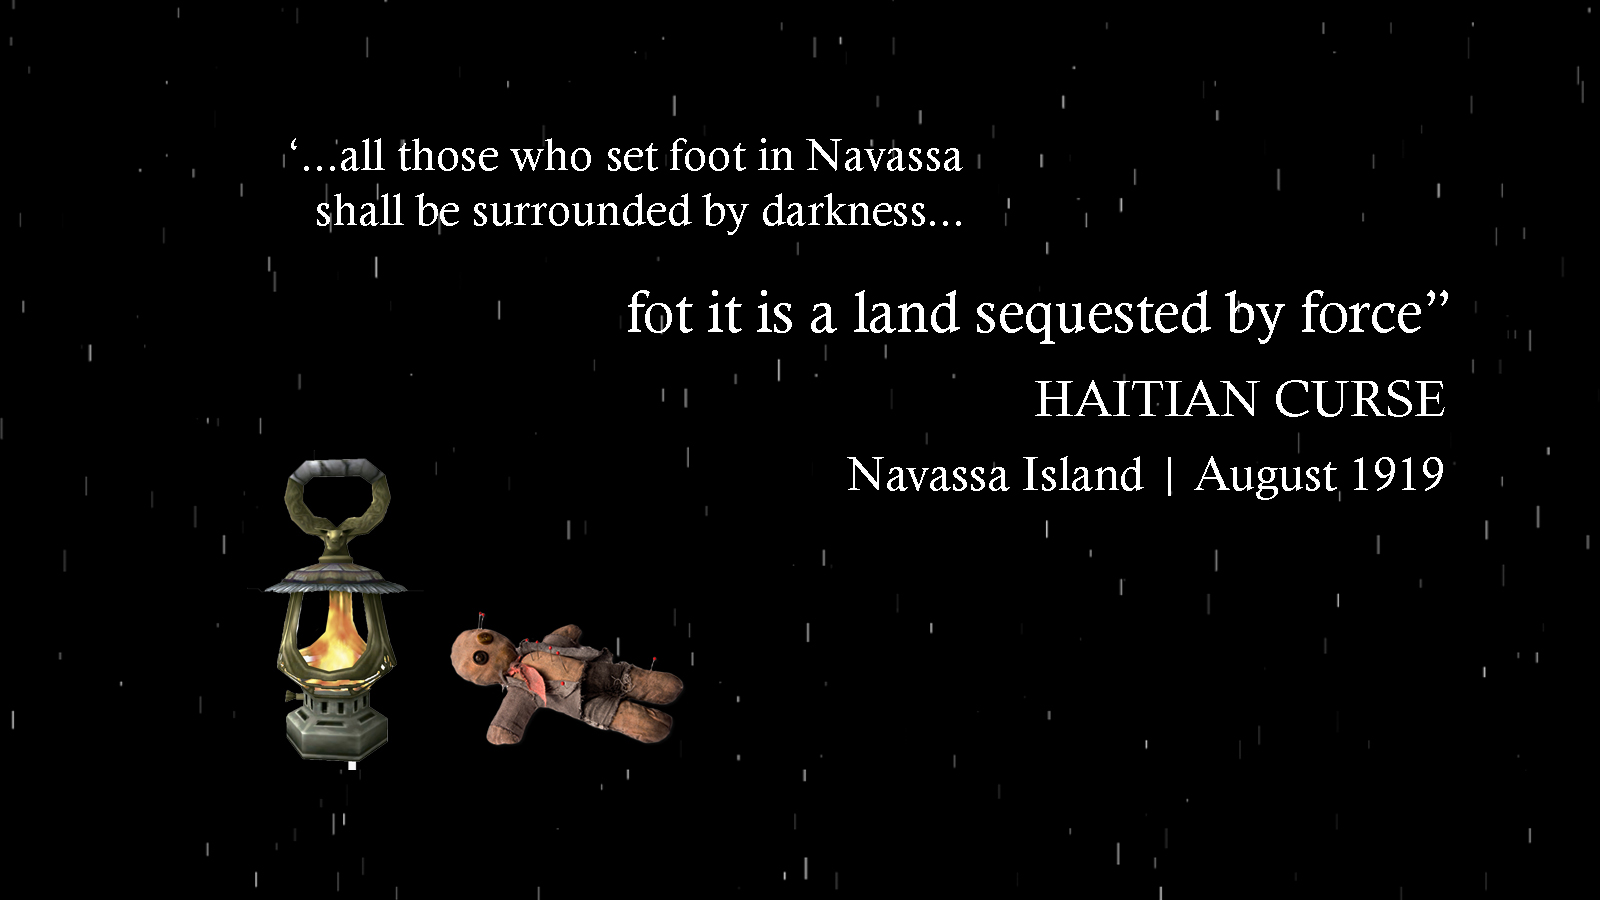 ‘...all those who set foot in Navassa
shall be surrounded by darkness...
fot it is a land sequested by force”
HAITIAN CURSE
Navassa Island | August 1919